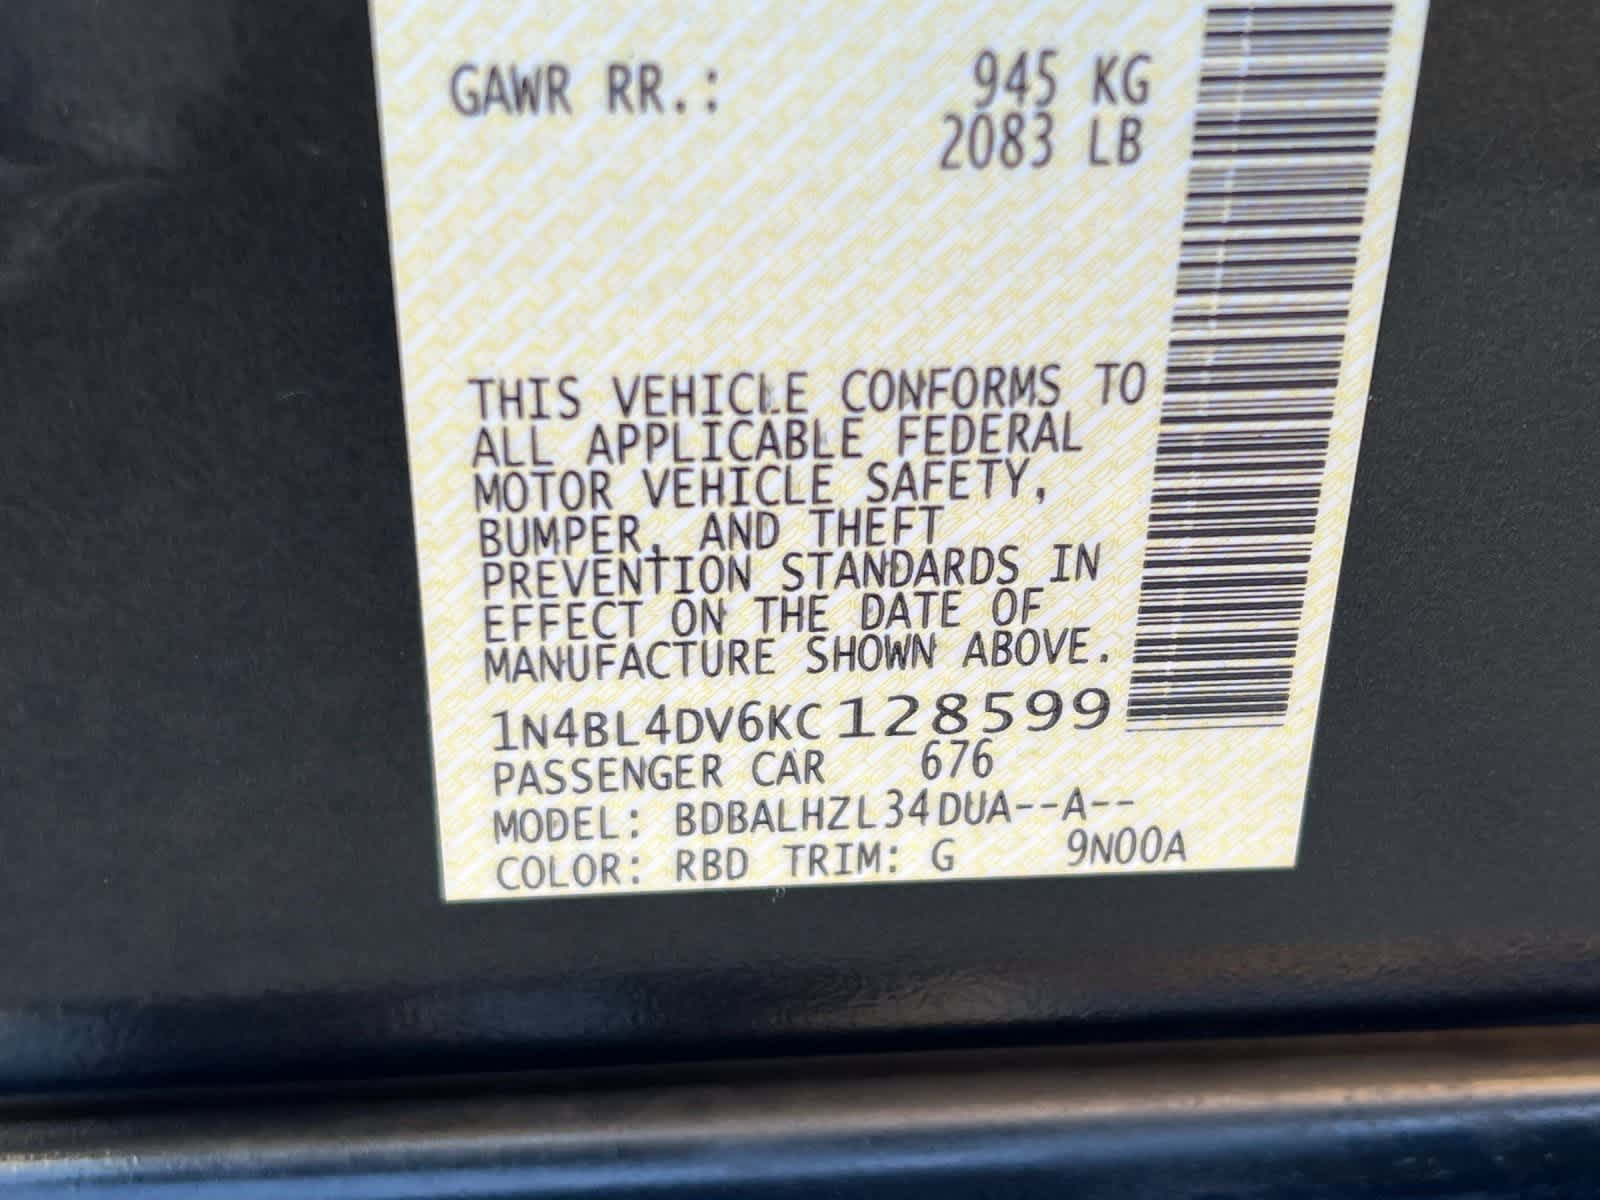 GAWR RR.: 945 KG
2083 LB
THIS VEHICLE CONFORMS TO
ALL APPLICABLE FEDERAL
MOTOR VEHICLE SAFETY,
BUMPER, AND THEFT
PREVENTION STANDARDS IN
EFFECT ON THE DATE OF
MANUFACTURE SHOWN ABOVE.
1N4BL4DV6KC128599
PASSENGER CAR 676
MODEL: BDBALHZL34DUA--A--
COLOR: RBD TRIM: G 9N00A